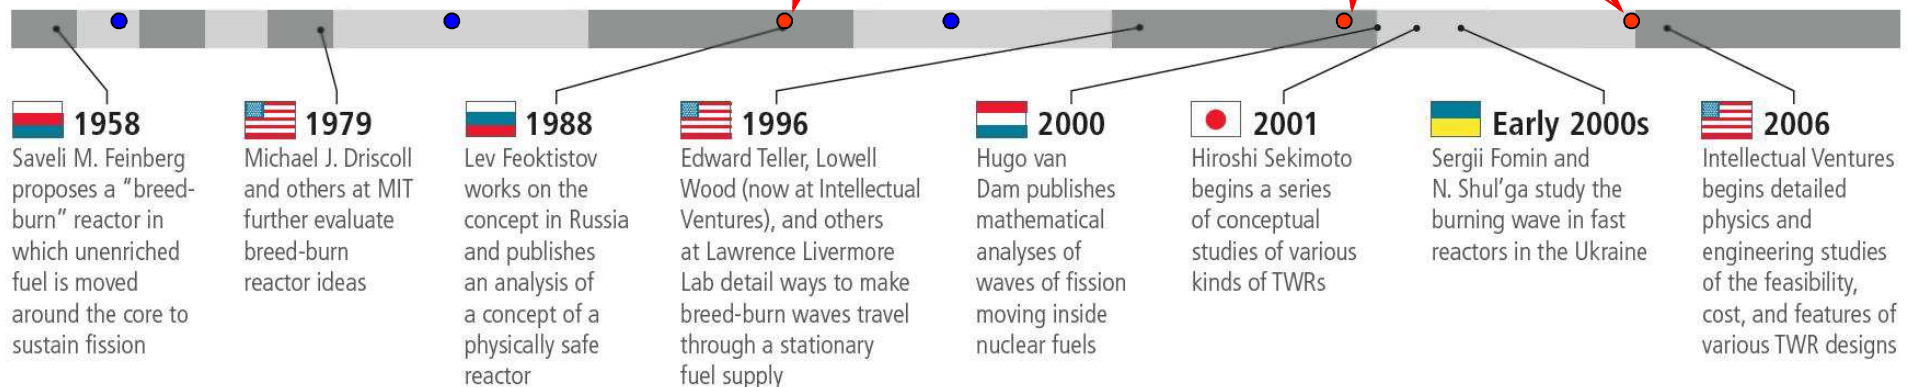 1958
Saveli M. Feinberg
proposes a “breed-
burn” reactor in
which unenriched
fuel is moved
around the core to
sustain fission
1979
Michael J. Driscoll
and others at MIT
further evaluate
breed-burn
reactor ideas
1988
Lev Feoktistov
works on the
concept in Russia
and publishes
an analysis of
a concept of a
physically safe
reactor
1996
Edward Teller, Lowell
Wood (now at Intellectual
Ventures), and others
at Lawrence Livermore
Lab detail ways to make
breed-burn waves travel
through a stationary
fuel supply
2000
Hugo van
Dam publishes
mathematical
analyses of
waves of fission
moving inside
nuclear fuels
2001
Hiroshi Sekimoto
begins a series
of conceptual
studies of various
kinds of TWRs
Early 2000s
Sergii Fomin and
N. Shul’ga study the
burning wave in fast
reactors in the Ukraine
2006
Intellectual Ventures
begins detailed
physics and
engineering studies
of the feasibility,
cost, and features of
various TWR designs